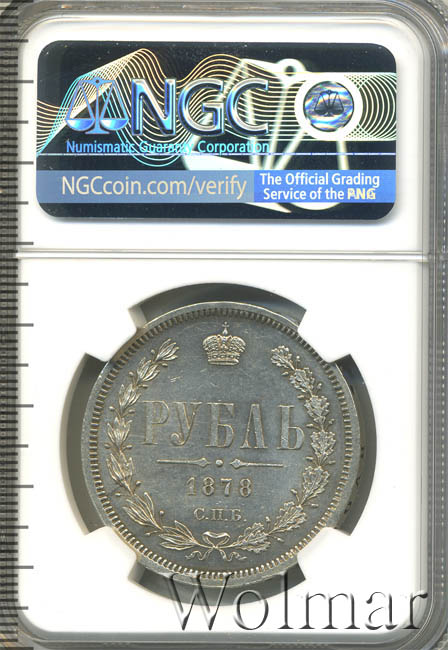 NGC
Numismatic Guaranty Corporation
NGCcoin.com/verify
The Official Grading
Service of the PNG
РУБЛЬ
1878
С.П.Б.
Wolmar